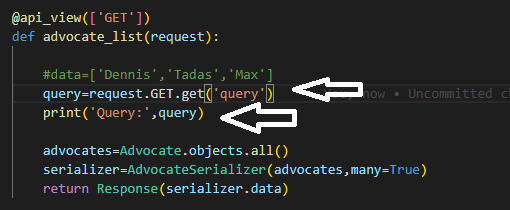 @api_view(['GET'])
def advocate_list(request):
#data=['Dennis','Tadas','Max']
query=request.GET.get('query') now • Uncommitted c
print('Query:',query)
advocates=Advocate.objects.all()
serializer=AdvocateSerializer(advocates,many=True)
return Response(serializer.data)